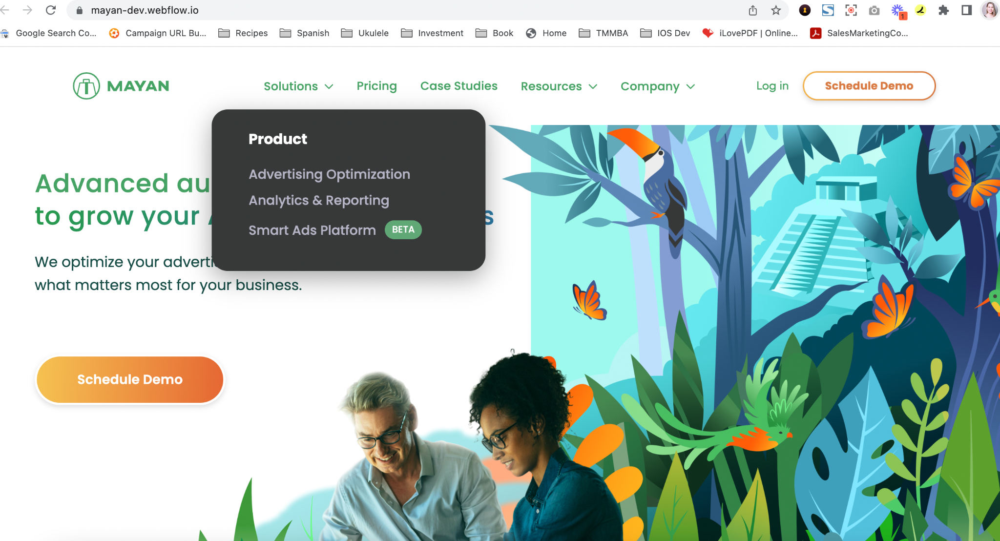 mayan-dev.webflow.io
1
Google Search Co...
Campaign URL Bu...
Recipes
Spanish
Ukulele
Investment
Book
Home
TMMBA
IOS Dev
iLovePDF | Online...
SalesMarketingCo...
MAYAN
Solutions
Pricing
Case Studies
Resources
Company
Log in
Schedule Demo
Product
Advertising Optimization
Analytics & Reporting
Smart Ads Platform BETA
Advanced au
to grow your
We optimize your adverti
what matters most for your business.
Schedule Demo